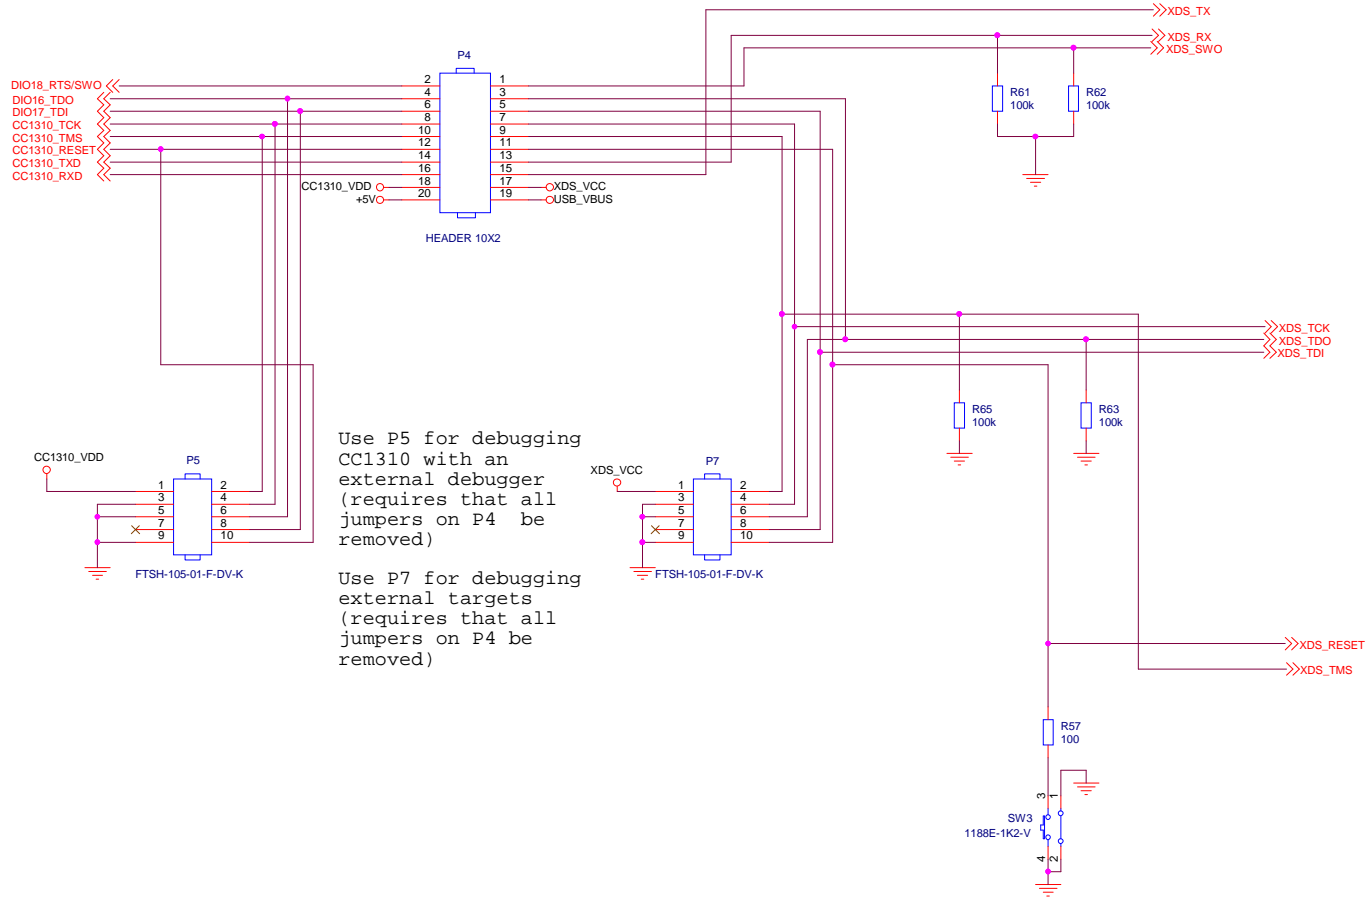 XDS_TX
XDS_RX
XDS_SWO
P4
DIO18_RTS/SWO
DIO16_TDO
DIO17_TDI
CC1310_TCK
CC1310_TMS
CC1310_RESET
CC1310_TXD
CC1310_RXD
2 1
4 3
6 5
8 7
10 9
12 11
14 13
16 15
18 17
20 19
CC1310_VDD
+5V
XDS_VCC
USB_VBUS
HEADER 10X2
R61
100k
R62
100k
XDS_TCK
XDS_TDO
XDS_TDI
R65
100k
R63
100k
CC1310_VDD
P5
1 2
3 4
5 6
7 8
9 10
FTSH-105-01-F-DV-K
Use P5 for debugging
CC1310 with an
external debugger
(requires that all
jumpers on P4 be
removed)
Use P7 for debugging
external targets
(requires that all
jumpers on P4 be
removed)
XDS_VCC
P7
1 2
3 4
5 6
7 8
9 10
FTSH-105-01-F-DV-K
XDS_RESET
XDS_TMS
R57
100
3 1
SW3
1188E-1K2-V
4 2